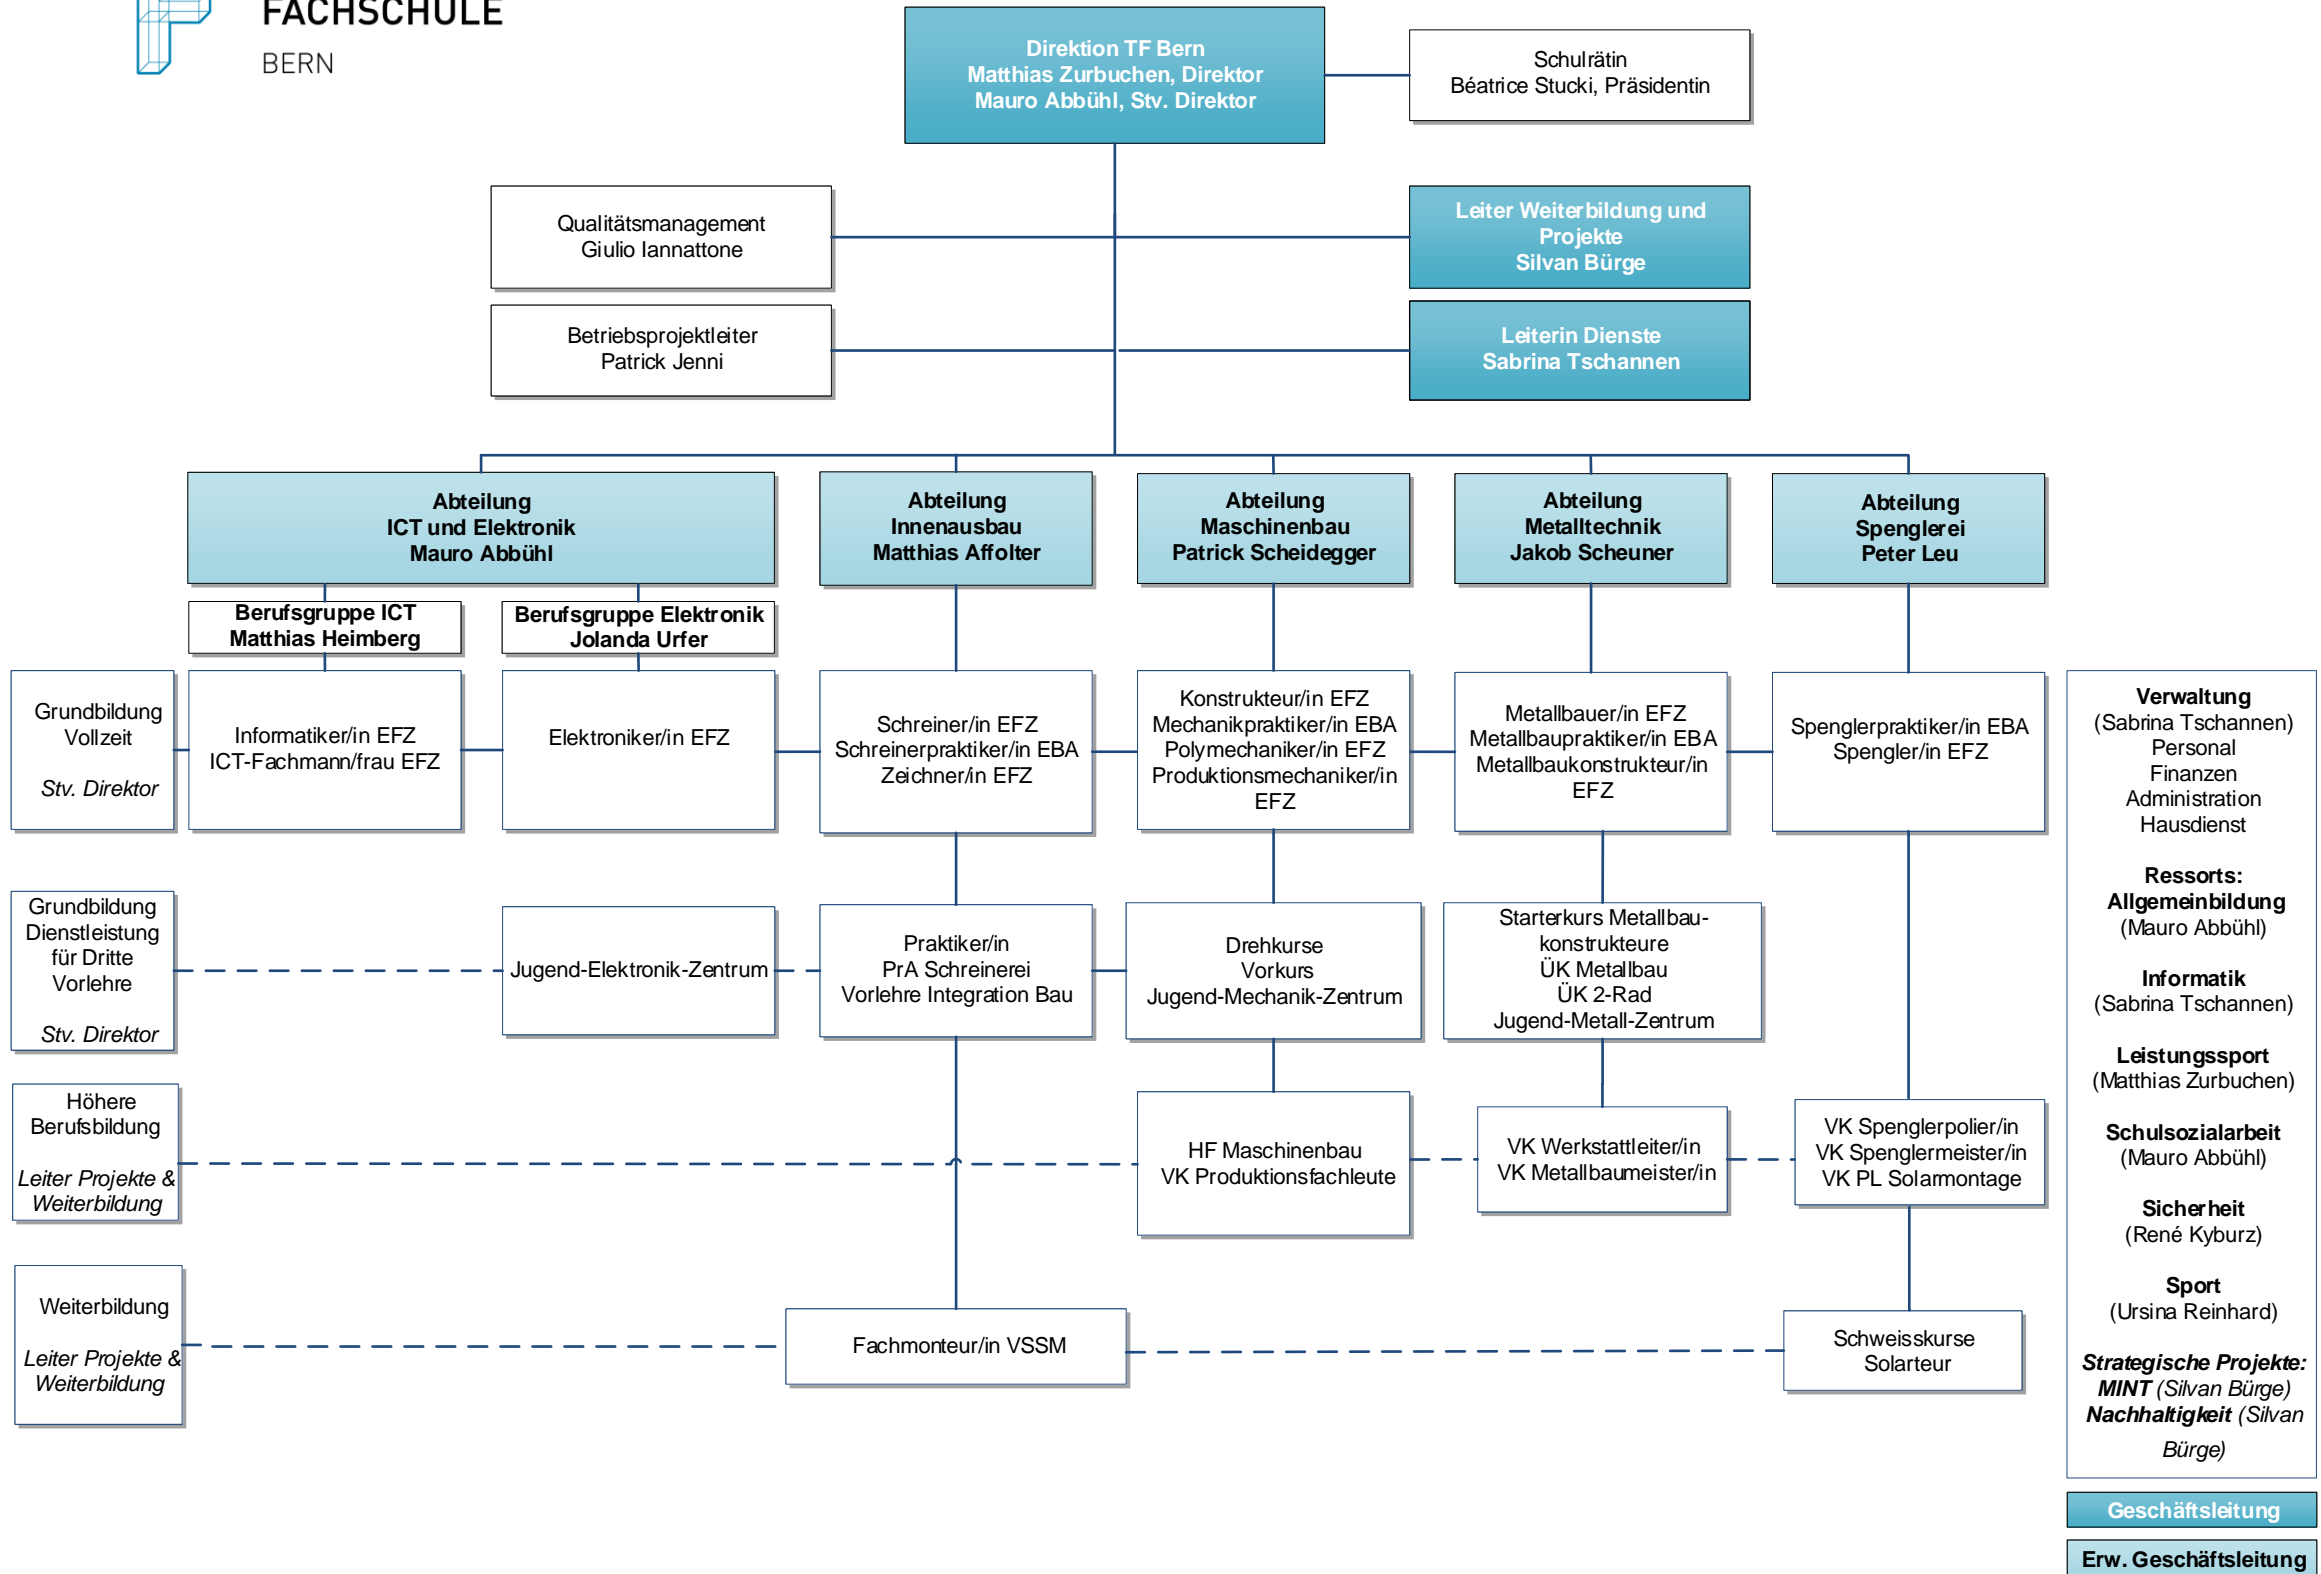 FACHSCHULE
BERN
Direktion TF Bern
Matthias Zurbuchen, Direktor
Mauro Abbühl, Stv. Direktor
Schulrätin
Béatrice Stucki, Präsidentin
Qualitätsmanagement
Giulio Iannattone
Leiter Weiterbildung und
Projekte
Silvan Bürge
Betriebsprojektleiter
Patrick Jenni
Leiterin Dienste
Sabrina Tschannen
Abteilung
ICT und Elektronik
Mauro Abbühl
Abteilung
Innenausbau
Matthias Affolter
Abteilung
Maschinenbau
Patrick Scheidegger
Abteilung
Metalltechnik
Jakob Scheuner
Abteilung
Spenglerei
Peter Leu
Berufsgruppe ICT
Matthias Heimberg
Berufsgruppe Elektronik
Jolanda Urfer
Grundbildung
Vollzeit
Stv. Direktor
Informatiker/in EFZ
ICT-Fachmann/frau EFZ
Elektroniker/in EFZ
Schreiner/in EFZ
Schreinerpraktiker/in EBA
Zeichner/in EFZ
Konstrukteur/in EFZ
Mechanikpraktiker/in EBA
Polymechaniker/in EFZ
Produktionsmechaniker/in
EFZ
Metallbauer/in EFZ
Metallbaupraktiker/in EBA
Metallbaukonstrukteur/in
EFZ
Spenglerpraktiker/in EBA
Spengler/in EFZ
Grundbildung
Dienstleistung
für Dritte
Vorlehre
Stv. Direktor
Jugend-Elektronik-Zentrum
Praktiker/in
PrA Schreinerei
Vorlehre Integration Bau
Drehkurse
Vorkurs
Jugend-Mechanik-Zentrum
Starterkurs Metallbau-
konstrukteure
ÜK Metallbau
ÜK 2-Rad
Jugend-Metall-Zentrum
Höhere
Berufsbildung
Leiter Projekte &
Weiterbildung
HF Maschinenbau
VK Produktionsfachleute
VK Werkstattleiter/in
VK Metallbaumeister/in
VK Spenglerpolier/in
VK Spenglermeister/in
VK PL Solarmontage
Weiterbildung
Leiter Projekte &
Weiterbildung
Fachmonteur/in VSSM
Schweisskurse
Solarteur
Verwaltung
(Sabrina Tschannen)
Personal
Finanzen
Administration
Hausdienst
Ressorts:
Allgemeinbildung
(Mauro Abbühl)
Informatik
(Sabrina Tschannen)
Leistungssport
(Matthias Zurbuchen)
Schulsozialarbeit
(Mauro Abbühl)
Sicherheit
(René Kyburz)
Sport
(Ursina Reinhard)
Strategische Projekte:
MINT (Silvan Bürge)
Nachhaltigkeit (Silvan
Bürge)
Geschäftsleitung
Erw. Geschäftsleitung